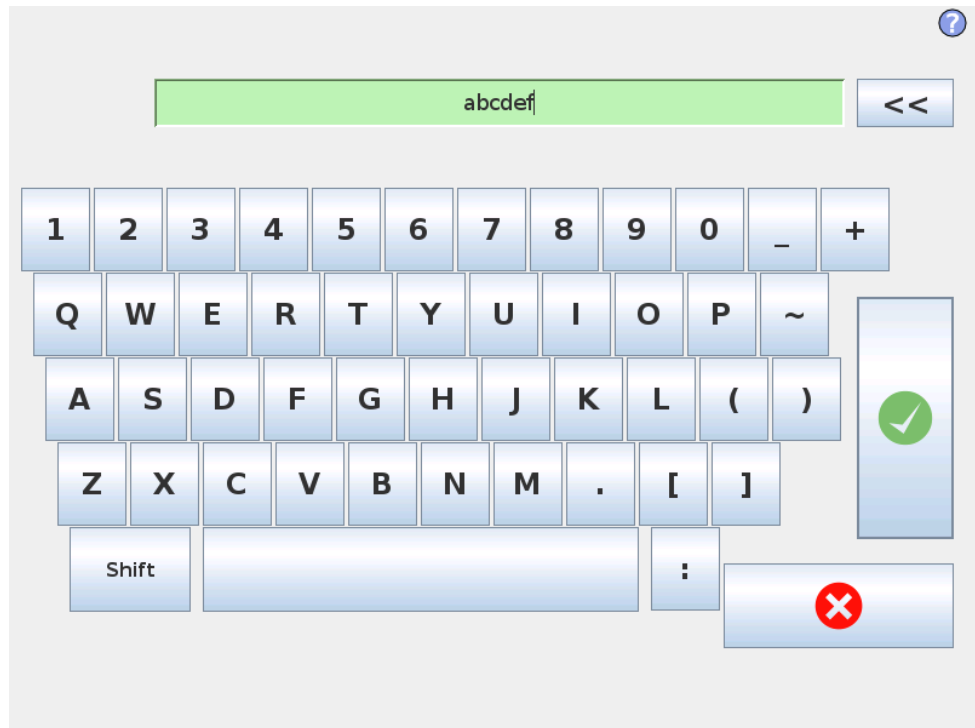 ?
abcdef
<<
1 2 3 4 5 6 7 8 9 0 _ +
Q W E R T Y U I O P ~
A S D F G H J K L ( )
Z X C V B N M . [ ]
Shift :